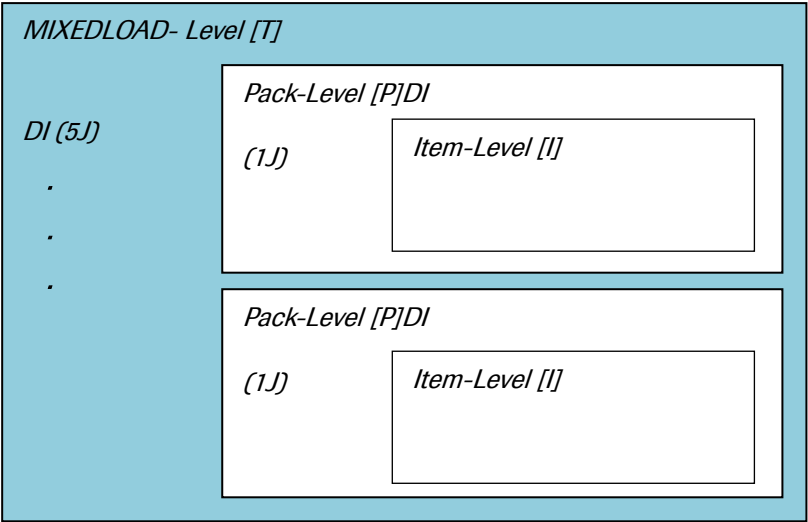 MIXEDLOAD- Level [T]
Pack-Level [P]DI
DI (5J)
(1J)
Item-Level [I]
.
.
.
Pack-Level [P]DI
(1J)
Item-Level [I]